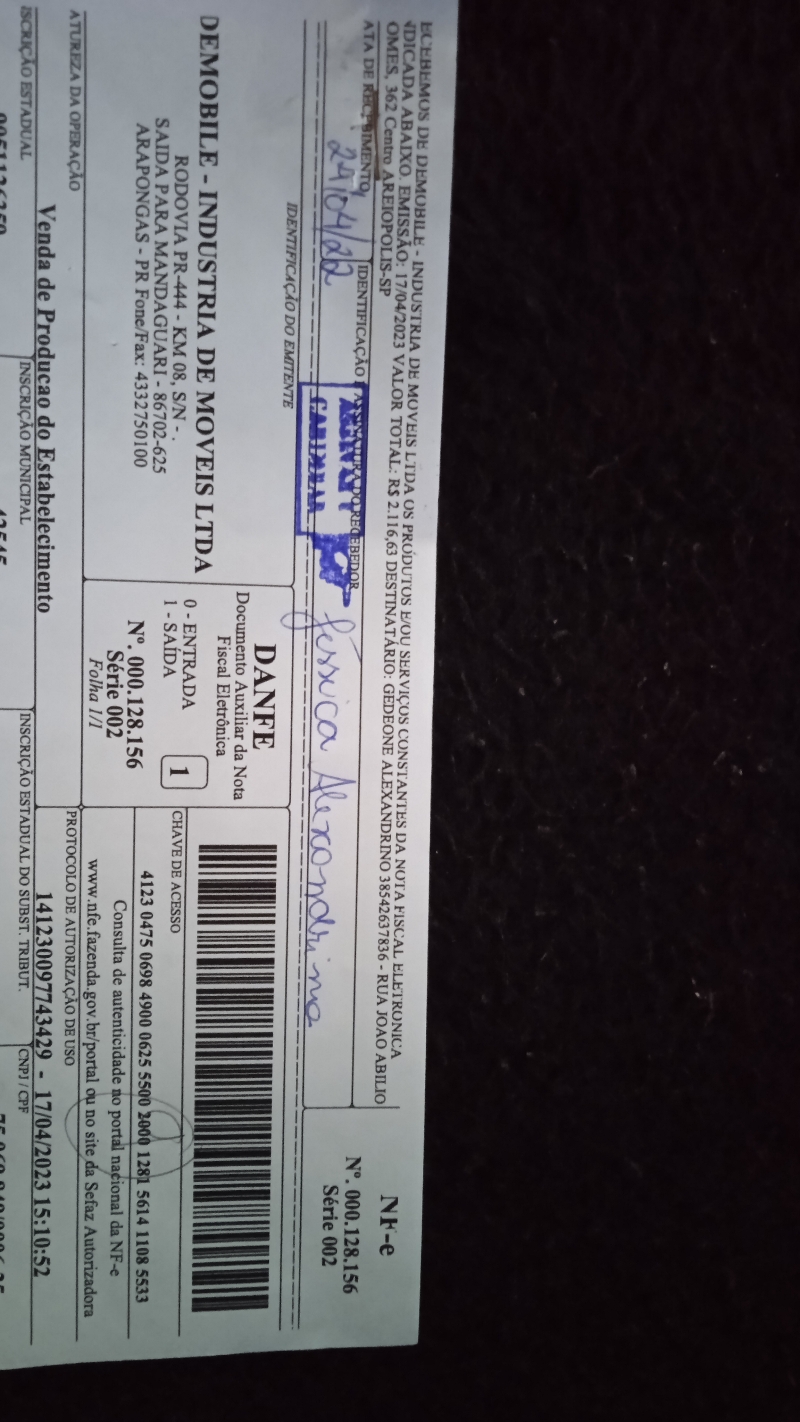 ECEBEMOS DE DEMOBILE - INDUSTRIA DE MOVEIS LTDA OS PRODUTOS E/OU SERVIÇOS CONSTANTES DA NOTA FISCAL ELETRONICA
NDICADA ABAIXO. EMISSÃO: 17/04/2023 VALOR TOTAL: R$ 2.116,63 DESTINATÁRIO: GEDEONE ALEXANDRINO 38542637836 - RUA JOAO ABILIO
OMES, 362 Centro AREIOPOLIS-SP
NF-e
Nº. 000.128.156
Série 002
ATA DE RECEBIMENTO
IDENTIFICAÇÃO E ASSINATURA DO RECEBEDOR
Jéssica Alexandrino
IDENTIFICAÇÃO DO EMITENTE
DEMOBILE - INDUSTRIA DE MOVEIS LTDA
RODOVIA PR-444 - KM 08, S/N - .
SAIDA PARA MANDAGUARI - 86702-625
ARAPONGAS - PR Fone/Fax: 4332750100
DANFE
Documento Auxiliar da Nota
Fiscal Eletrônica
0 - ENTRADA
1 - SAÍDA
1
Nº. 000.128.156
Série 002
Folha 1/1
CHAVE DE ACESSO
4123 0475 0698 4900 0625 5500 2000 1281 5614 1108 5533
Consulta de autenticidade no portal nacional da NF-e
www.nfe.fazenda.gov.br/portal ou no site da Sefaz Autorizadora
ATUREZA DA OPERAÇÃO
Venda de Producao do Estabelecimento
PROTOCOLO DE AUTORIZAÇÃO DE USO
141230097743429 - 17/04/2023 15:10:52
ISCRIÇÃO ESTADUAL
INSCRIÇÃO MUNICIPAL
INSCRIÇÃO ESTADUAL DO SUBST. TRIBUT.
CNPJ / CPF